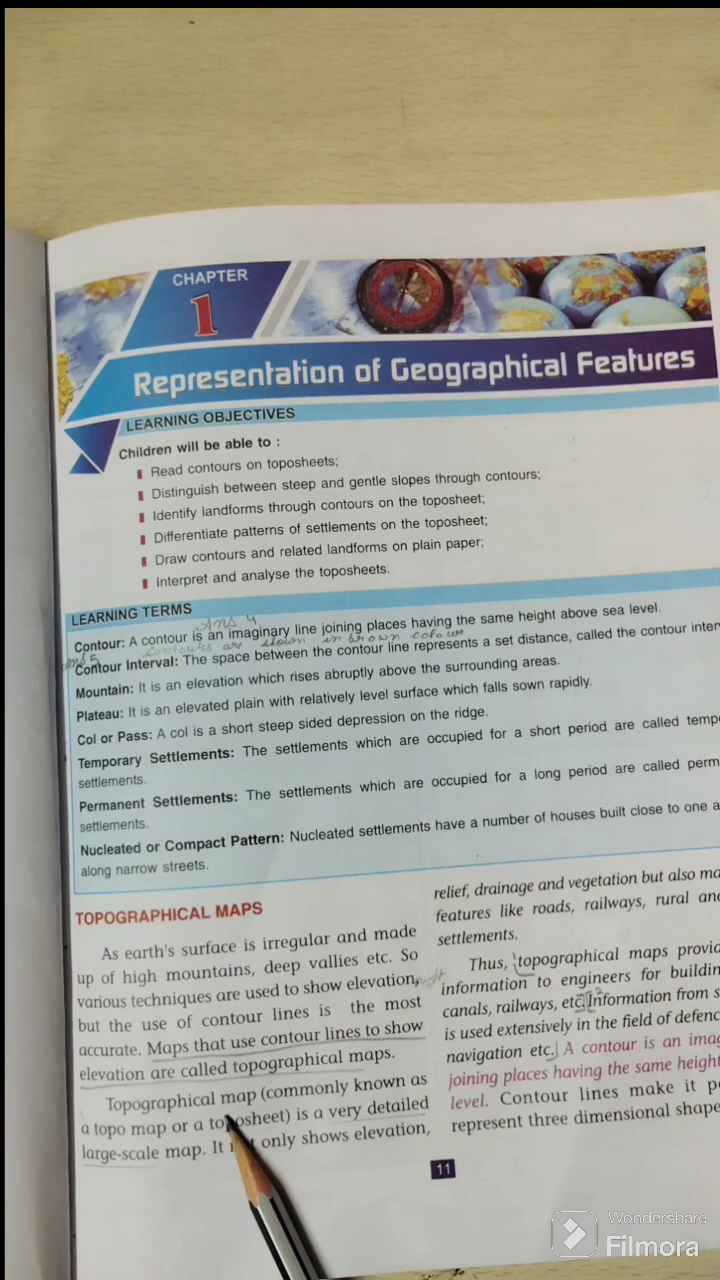 CHAPTER
1
Representation of Geographical Features
LEARNING OBJECTIVES
Children will be able to :
Read contours on toposheets;
Distinguish between steep and gentle slopes through contours;
Identify landforms through contours on the toposheet;
Differentiate patterns of settlements on the toposheet;
Draw contours and related landforms on plain paper;
Interpret and analyse the toposheets.
LEARNING TERMS
Ans 4
Contour: A contour is an imaginary line joining places having the same height above sea level.
Contours are shown in brown colour
Ans 5
Contour Interval: The space between the contour line represents a set distance, called the contour inter
Mountain: It is an elevation which rises abruptly above the surrounding areas.
Plateau: It is an elevated plain with relatively level surface which falls sown rapidly.
Col or Pass: A col is a short steep sided depression on the ridge.
Temporary Settlements: The settlements which are occupied for a short period are called temp
settlements.
Permanent Settlements: The settlements which are occupied for a long period are called perm
settlements.
Nucleated or Compact Pattern: Nucleated settlements have a number of houses built close to one a
along narrow streets.
TOPOGRAPHICAL MAPS
As earth's surface is irregular and made
up of high mountains, deep vallies etc. So
various techniques are used to show elevation,
but the use of contour lines is the most
accurate. Maps that use contour lines to show
elevation are called topographical maps.
Topographical map (commonly known as
a topo map or a toposheet) is a very detailed
large-scale map. It only shows elevation,
relief, drainage and vegetation but also ma
features like roads, railways, rural and
settlements.
Thus, topographical maps provid
information to engineers for buildin
canals, railways, etc. Information from s
2
is used extensively in the field of defenc
navigation etc. A contour is an imag
joining places having the same height
level. Contour lines make it p
represent three dimensional shape
11
Wondershare
Filmora